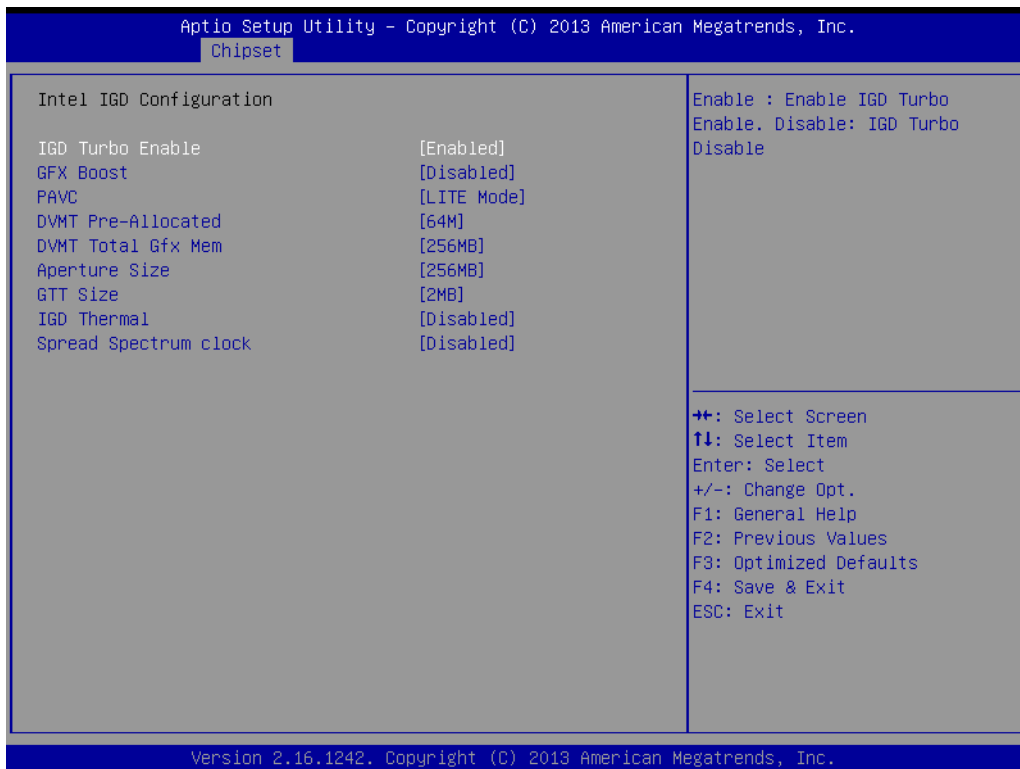 Aptio Setup Utility – Copyright (C) 2013 American Megatrends, Inc.
Chipset
Intel IGD Configuration
IGD Turbo Enable [Enabled]
GFX Boost [Disabled]
PAVC [LITE Mode]
DVMT Pre-Allocated [64M]
DVMT Total Gfx Mem [256MB]
Aperture Size [256MB]
GTT Size [2MB]
IGD Thermal [Disabled]
Spread Spectrum clock [Disabled]
Enable : Enable IGD Turbo
Enable. Disable: IGD Turbo
Disable
→←: Select Screen
↑↓: Select Item
Enter: Select
+/-: Change Opt.
F1: General Help
F2: Previous Values
F3: Optimized Defaults
F4: Save & Exit
ESC: Exit
Version 2.16.1242. Copyright (C) 2013 American Megatrends, Inc.